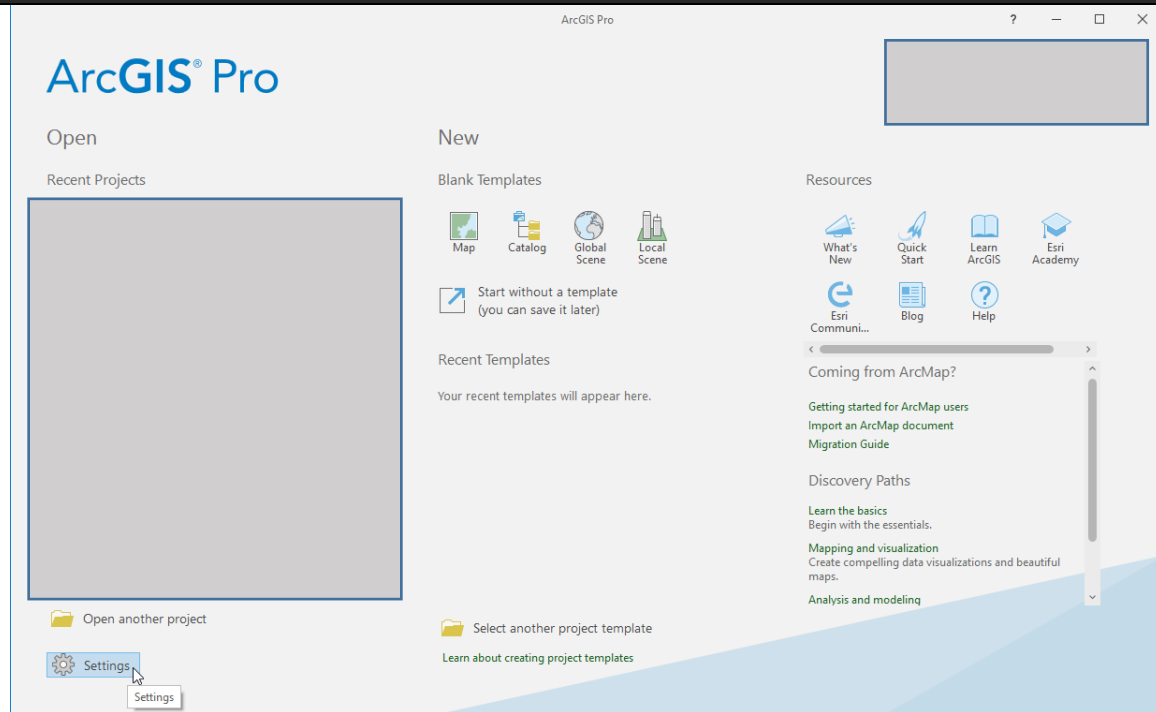 ArcGIS Pro
?
ArcGIS® Pro
Open
Recent Projects
Open another project
Settings
Settings
New
Blank Templates
Map
Catalog
Global
Scene
Local
Scene
Start without a template
(you can save it later)
Recent Templates
Your recent templates will appear here.
Select another project template
Learn about creating project templates
Resources
What's
New
Quick
Start
Learn
ArcGIS
Esri
Academy
Esri
Communi...
Blog
Help
Coming from ArcMap?
Getting started for ArcMap users
Import an ArcMap document
Migration Guide
Discovery Paths
Learn the basics
Begin with the essentials.
Mapping and visualization
Create compelling data visualizations and beautiful
maps.
Analysis and modeling